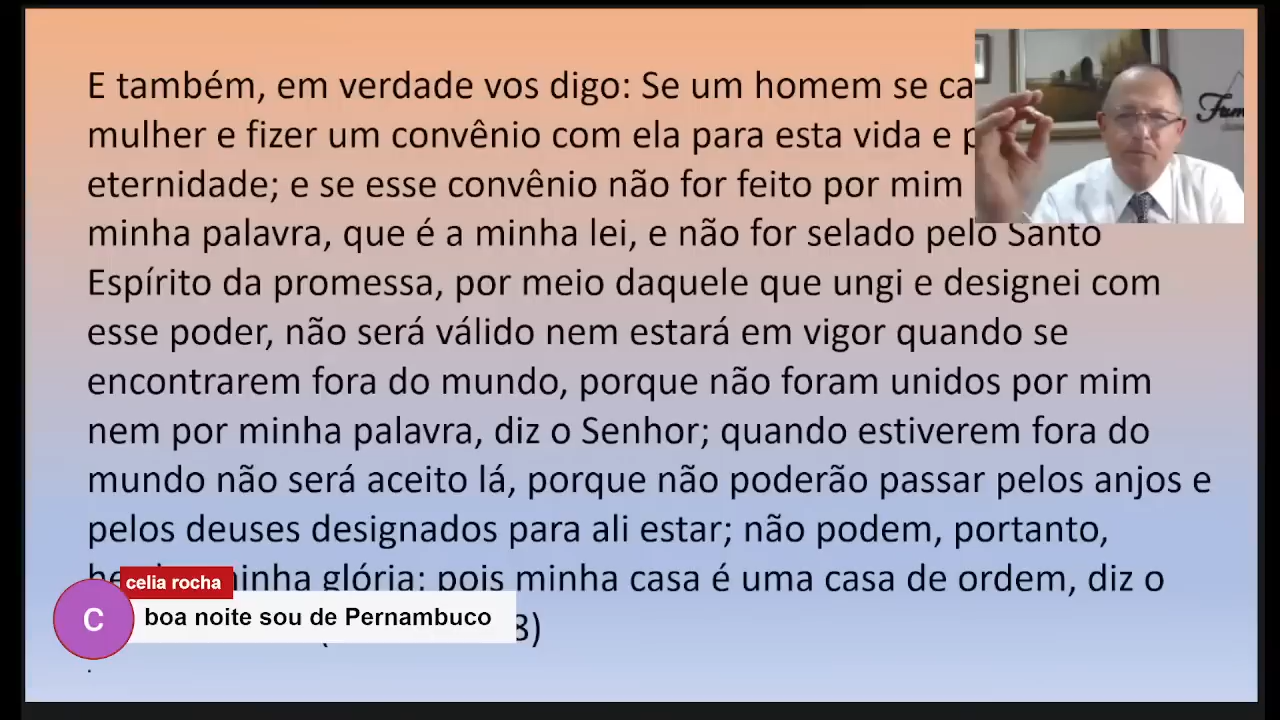 E também, em verdade vos digo: Se um homem se ca
mulher e fizer um convênio com ela para esta vida e p
eternidade; e se esse convênio não for feito por mim
minha palavra, que é a minha lei, e não for selado pelo Santo
Espírito da promessa, por meio daquele que ungi e designei com
esse poder, não será válido nem estará em vigor quando se
encontrarem fora do mundo, porque não foram unidos por mim
nem por minha palavra, diz o Senhor; quando estiverem fora do
mundo não será aceito lá, porque não poderão passar pelos anjos e
pelos deuses designados para ali estar; não podem, portanto,
minha glória; pois minha casa é uma casa de ordem, diz o
8)
.
celia rocha
C
boa noite sou de Pernambuco